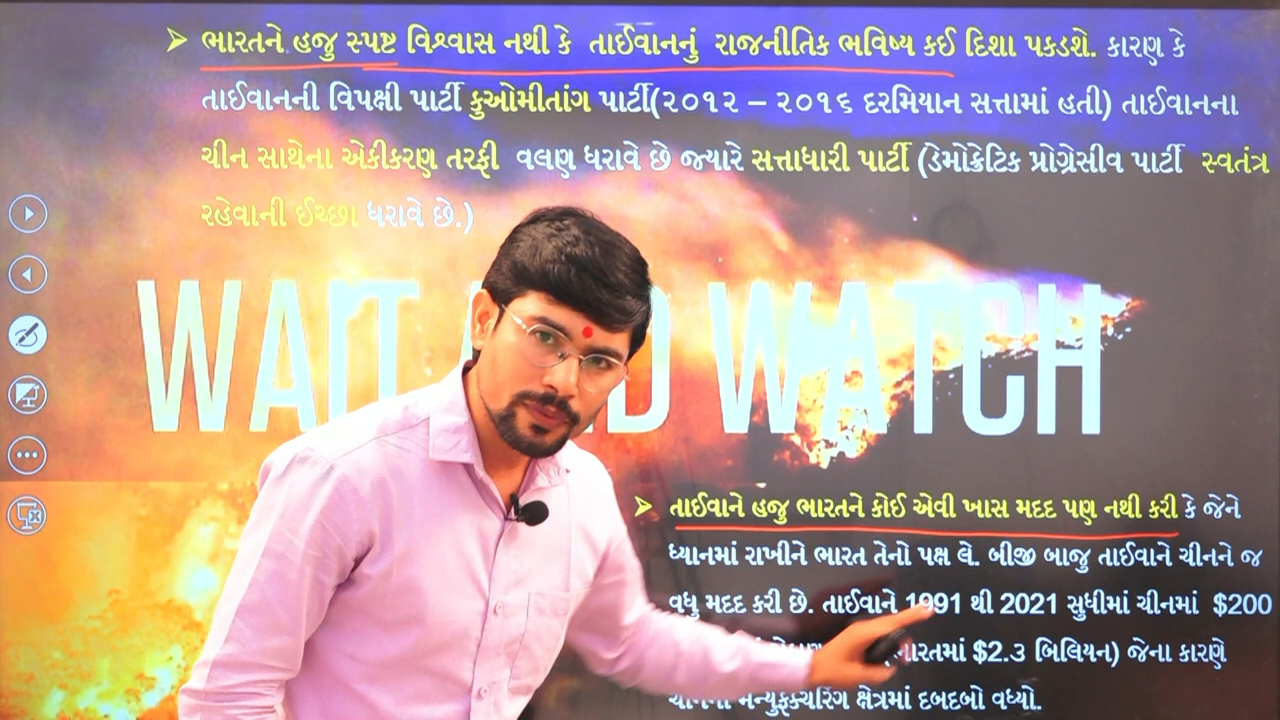 ➢ ભારતને હજુ સ્પષ્ટ વિશ્વાસ નથી કે તાઈવાનનું રાજનીતિક ભવિષ્ય કઈ દિશા પકડશે. કારણ કે
તાઈવાનની વિપક્ષી પાર્ટી કુઓમીતાંગ પાર્ટી(૨૦૧૨ – ૨૦૧૬ દરમિયાન સત્તામાં હતી) તાઈવાનના
ચીન સાથેના એકીકરણ તરફી વલણ ધરાવે છે જ્યારે સત્તાધારી પાર્ટી (ડેમોક્રેટિક પ્રોગ્રેસીવ પાર્ટી સ્વતંત્ર
રહેવાની ઈચ્છા ધરાવે છે.)
WAIT WATCH
➢ તાઈવાને હજુ ભારતને કોઈ એવી ખાસ મદદ પણ નથી કરી કે જેને
ધ્યાનમાં રાખીને ભારત તેનો પક્ષ લે. બીજી બાજુ તાઈવાને ચીનને જ
વધુ મદદ કરી છે. તાઈવાને 1991 થી 2021 સુધીમાં ચીનમાં $200
$2.૩ બિલિયન) જેના કારણે
મેન્યુફક્ચરિંગ ક્ષેત્રમાં દબદબો વધ્યો.